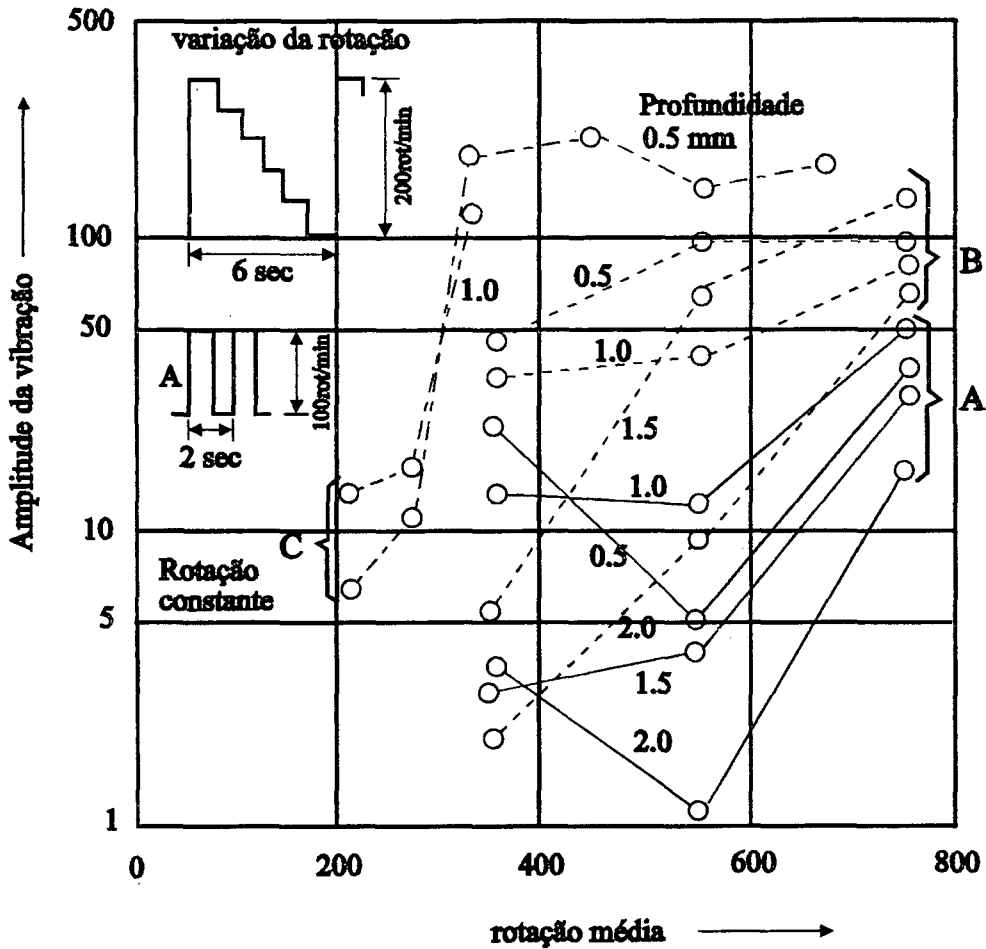 500
variação da rotação
Profundidade
0.5 mm
200rot/min
100
6 sec
1.0
0.5
B
50
1.0
A
100rot/min
A
2 sec
1.5
1.0
10
C
0.5
Rotação
constante
5
2.0
1.5
2.0
1
0
200
400
600
800
rotação média
Amplitude da vibração